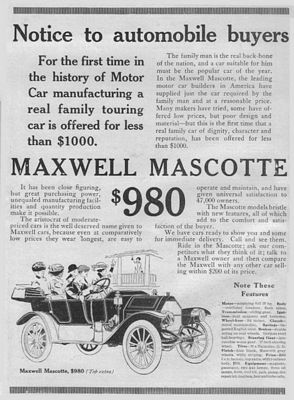 Notice to automobile buyers
For the first time in
the history of Motor
Car manufacturing a
real family touring
car is offered for less
than $1000.
The family man is the real back-bone
of the nation, and a car suitable for him
must be the popular car of the year.
In the Maxwell Mascotte, the leading
motor car builders in America have
supplied just the car required by the
family man and at a reasonable price.
Many makers have tried, some have of-
fered low prices, but poor design and
material—but this is the first time that a
real family car of dignity, character and
reputation, has been offered for less
than $1000.
MAXWELL MASCOTTE
It has been close figuring,
but great purchasing power,
unequaled manufacturing facili-
ties and quantity production
make it possible.
The aristocrat of moderate-
priced cars is the well deserved name given to
Maxwell cars, because even at comparatively
low prices they wear longest, are easy to
$980
operate and maintain, and have
given universal satisfaction to
47,000 owners.
The Mascotte models bristle
with new features, all of which
add to the comfort and satis-
faction of the buyer.
We have cars ready to show you and some
for immediate delivery. Call and see them.
Ride in the Mascotte; ask our com-
petitors what they think of it; talk to
a Maxwell owner and then compare
the Maxwell with any other car sell-
ing within $200 of its price.
Note These
Features
Maxwell Mascotte, $980 (Top extra)